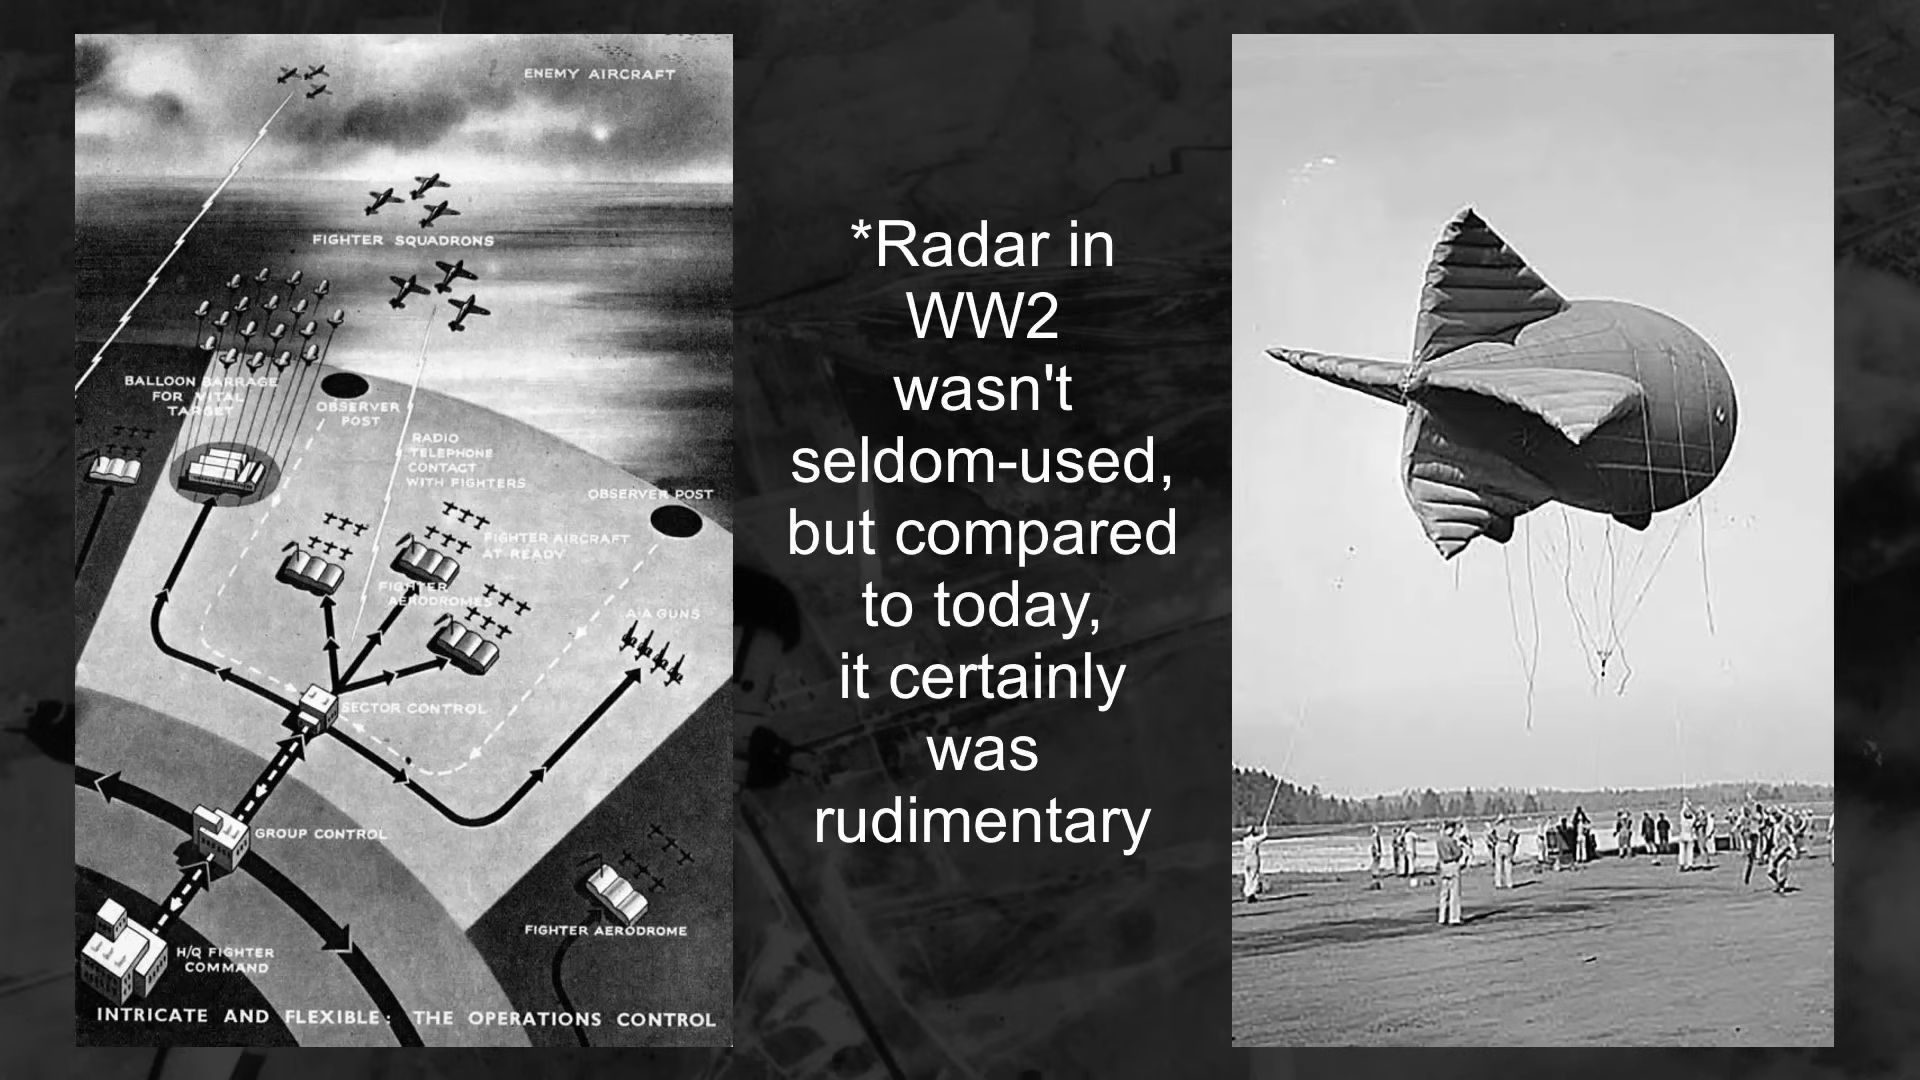 ENEMY AIRCRAFT
FIGHTER SQUADRONS
BALLOON BARRAGE
FOR VITAL
TARGET
OBSERVER
POST
RADIO
TELEPHONE
CONTACT
WITH FIGHTERS
OBSERVER POST
FIGHTER AIRCRAFT
AT READY
FIGHTER
AERODROMES
A/A GUNS
SECTOR CONTROL
GROUP CONTROL
FIGHTER AERODROME
H/Q FIGHTER
COMMAND
INTRICATE AND FLEXIBLE: THE OPERATIONS CONTROL
*Radar in
WW2
wasn't
seldom-used,
but compared
to today,
it certainly
was
rudimentary